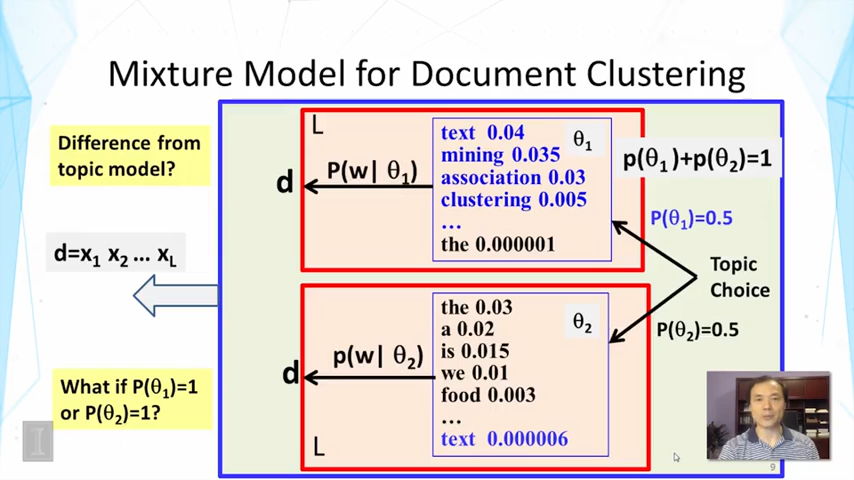 Mixture Model for Document Clustering
Difference from
topic model?
d=x₁ x₂ ... x_L
What if P(θ₁)=1
or P(θ₂)=1?
L
d
P(w| θ₁)
text 0.04
mining 0.035
association 0.03
clustering 0.005
...
the 0.000001
θ₁
p(θ₁)+p(θ₂)=1
P(θ₁)=0.5
Topic
Choice
P(θ₂)=0.5
d
p(w| θ₂)
the 0.03
a 0.02
is 0.015
we 0.01
food 0.003
...
text 0.000006
θ₂
L
I
9